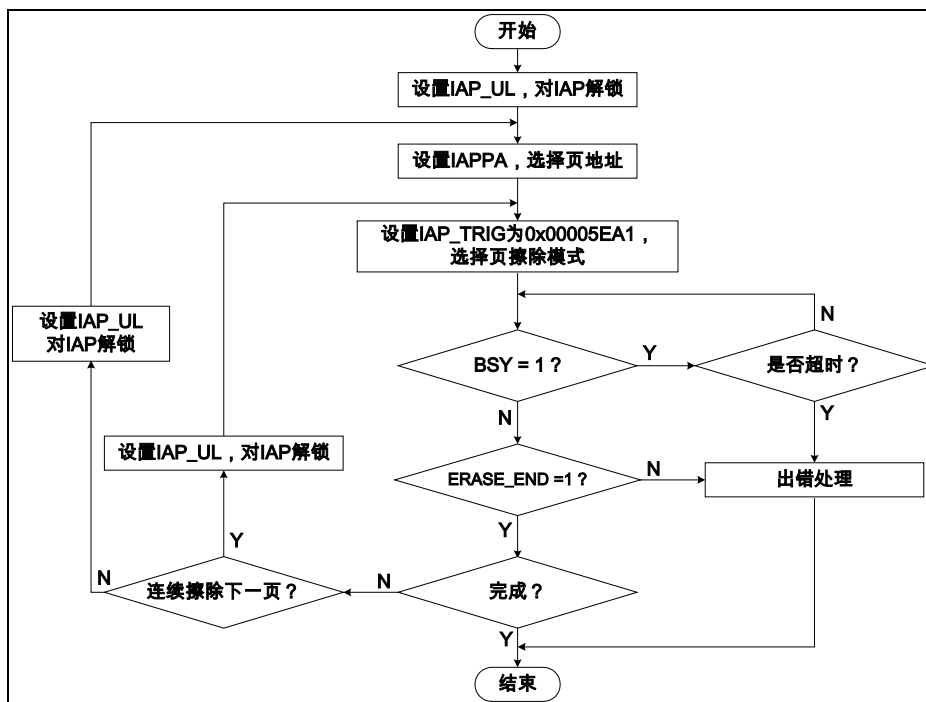 开始
设置IAP_UL，对IAP解锁
设置IAPPA，选择页地址
设置IAP_TRIG为0x00005EA1，
选择页擦除模式
设置IAP_UL
对IAP解锁
N
BSY = 1？
Y
是否超时？
N
Y
设置IAP_UL，对IAP解锁
ERASE_END =1？
N
出错处理
Y
Y
N
连续擦除下一页？
N
完成？
Y
结束